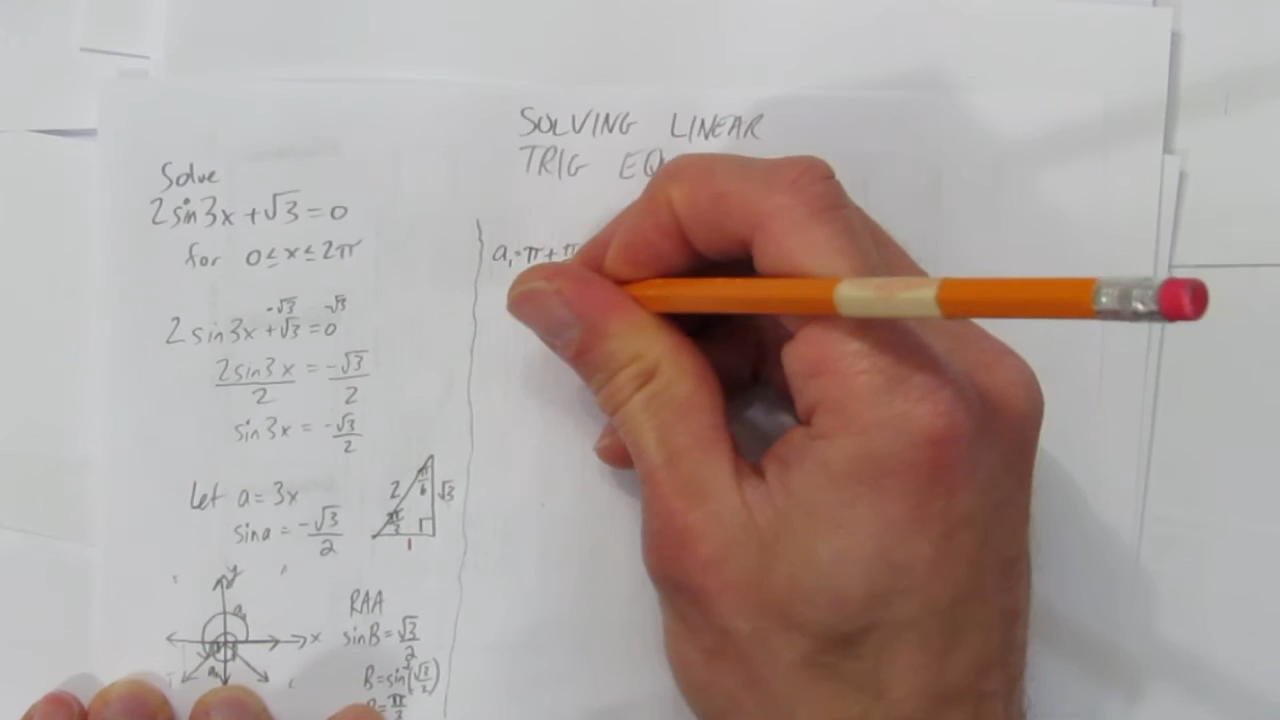 SOLVING LINEAR
TRIG
Solve
2sin3x+√3=0
for 0≤x≤2π
-√3 -√3
2sin3x+√3=0
2sin3x = -√3
2 2
sin3x = -√3/2
Let a=3x
sina = -√3/2
2 π/6 √3
π/3
1
y
x
RAA
sinB=√3/2
B=sin⁻¹(√3/2)
B=π/3
a₁=π+π